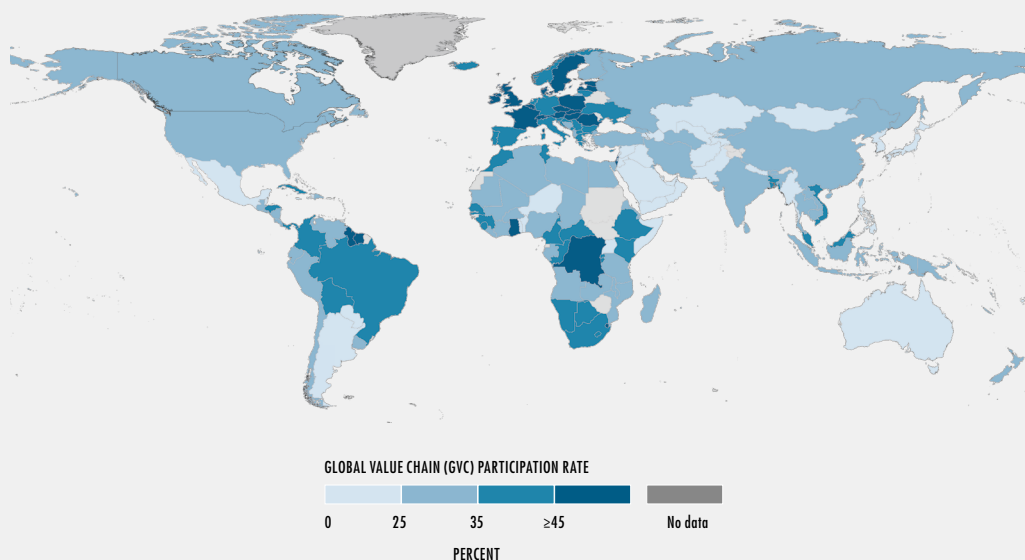 GLOBAL VALUE CHAIN (GVC) PARTICIPATION RATE
0 25 35 ≥45 No data
PERCENT